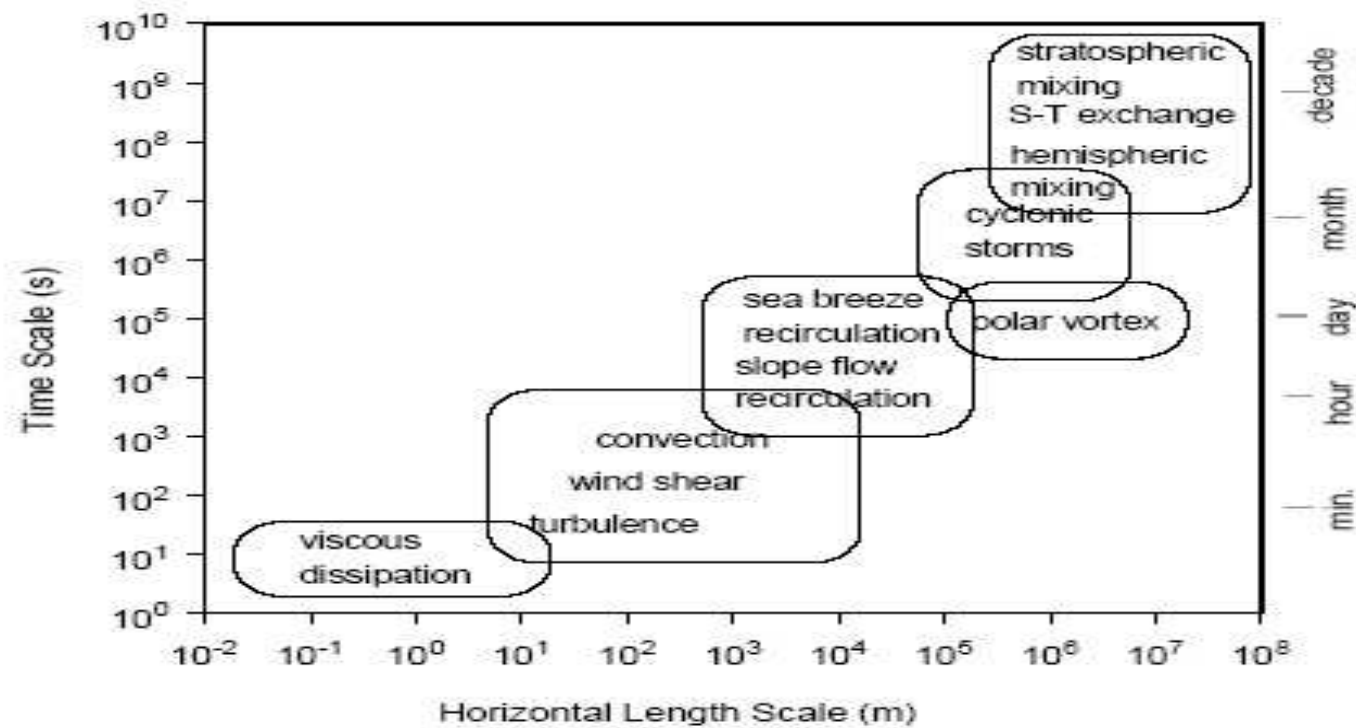 10^10
10^9
10^8
10^7
10^6
10^5
10^4
10^3
10^2
10^1
10^0
Time Scale (s)
stratospheric
mixing
S-T exchange
hemispheric
mixing
cyclonic
storms
polar vortex
sea breeze
recirculation
slope flow
recirculation
convection
wind shear
turbulence
viscous
dissipation
decade
month
day
hour
min.
10^-2 10^-1 10^0 10^1 10^2 10^3 10^4 10^5 10^6 10^7 10^8
Horizontal Length Scale (m)